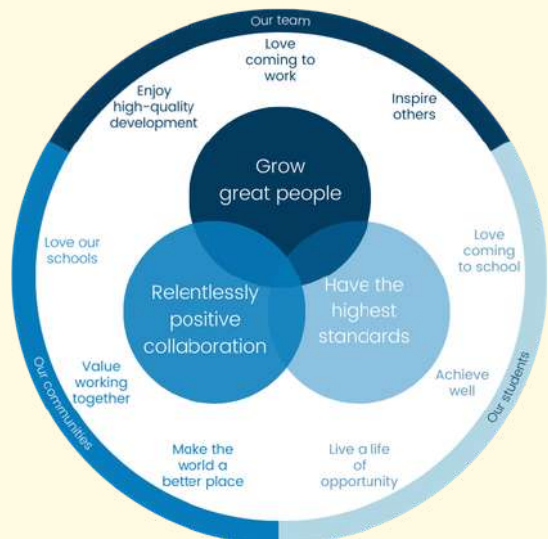 Our team
Love
coming to
work
Enjoy
high-quality
development
Inspire
others
Grow
great people
Love our
schools
Love
coming
to school
Relentlessly
positive
collaboration
Have the
highest
standards
Value
working
together
Achieve
well
Our communities
Our students
Make the
world a
better place
Live a life
of
opportunity